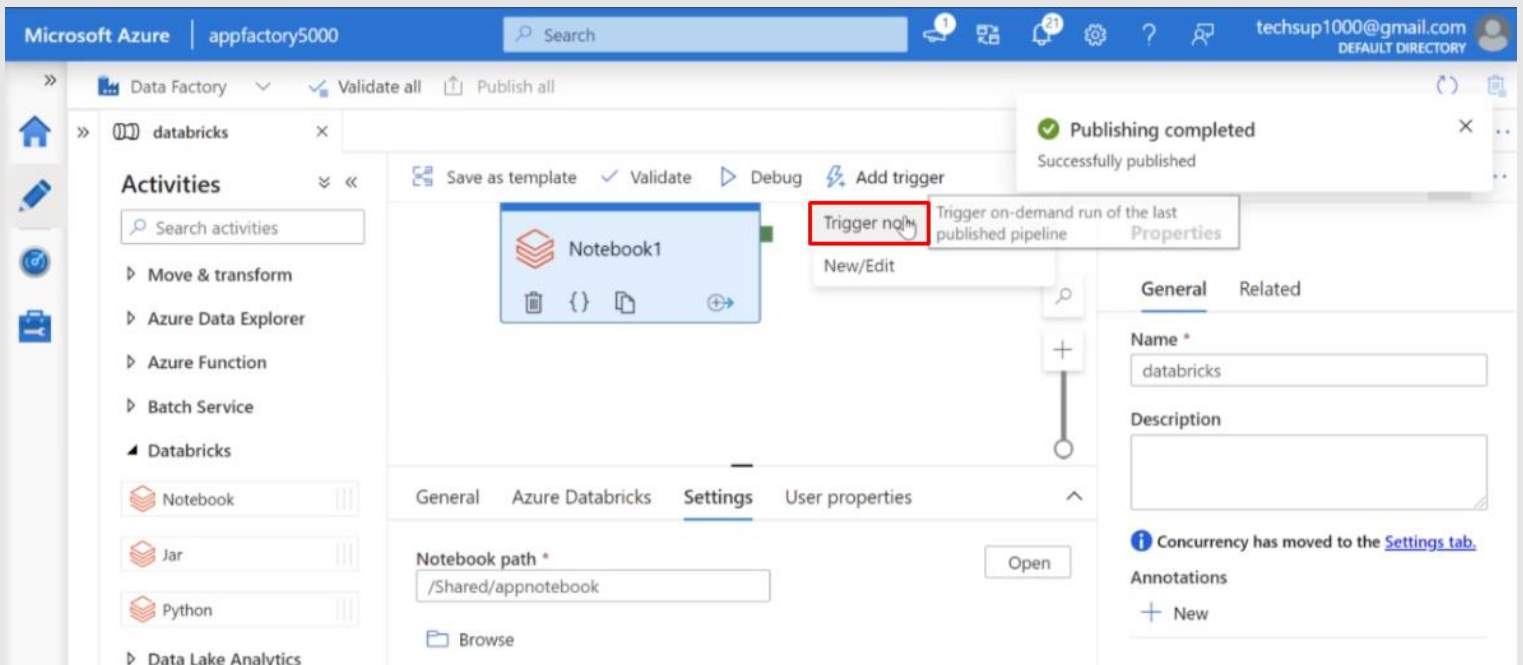 Microsoft Azure
appfactory5000
Search
1
21
techsup1000@gmail.com
DEFAULT DIRECTORY
Data Factory
Validate all
Publish all
Publishing completed
Successfully published
databricks
Activities
Search activities
Move & transform
Azure Data Explorer
Azure Function
Batch Service
Databricks
Notebook
Jar
Python
Data Lake Analytics
Save as template
Validate
Debug
Add trigger
Trigger now
New/Edit
Trigger on-demand run of the last
published pipeline
Notebook1
{}
General
Azure Databricks
Settings
User properties
Notebook path *
/Shared/appnotebook
Open
Browse
Properties
General
Related
Name *
databricks
Description
Concurrency has moved to the Settings tab.
Annotations
New